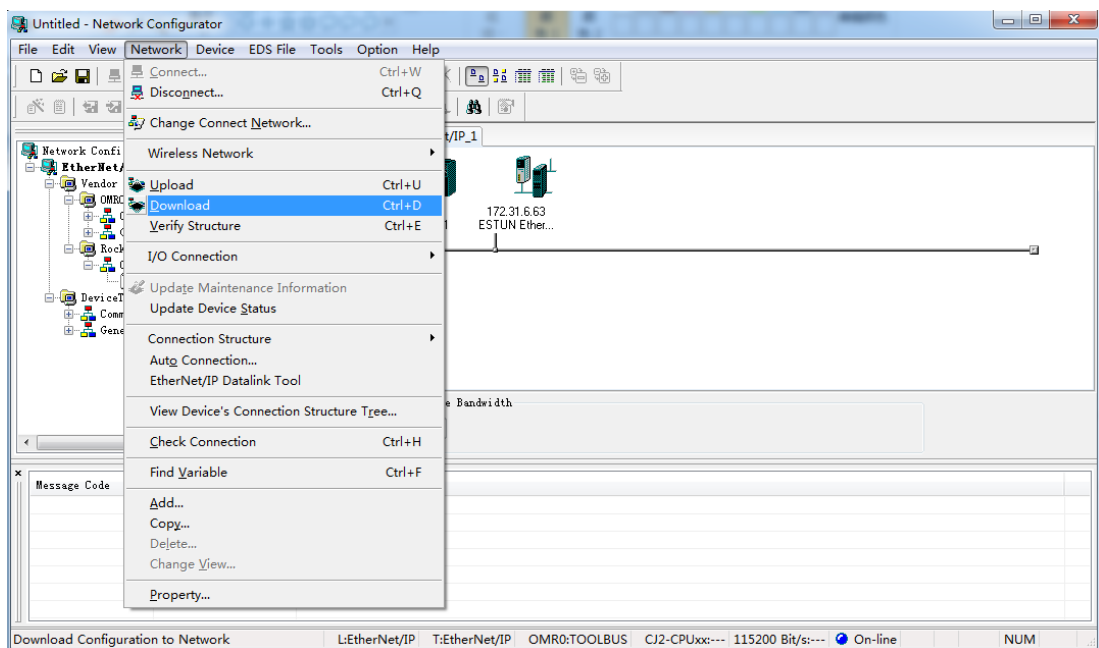 Untitled - Network Configurator
File Edit View Network Device EDS File Tools Option Help
Connect... Ctrl+W
Disconnect... Ctrl+Q
Change Connect Network...
Wireless Network
Upload Ctrl+U
Download Ctrl+D
Verify Structure Ctrl+E
I/O Connection
Update Maintenance Information
Update Device Status
Connection Structure
Auto Connection...
EtherNet/IP Datalink Tool
View Device's Connection Structure Tree...
Check Connection Ctrl+H
Find Variable Ctrl+F
Add...
Copy...
Delete...
Change View...
Property...
Network Confi
EtherNet/
Vendor
OMRO
Rock
DeviceT
Comm
Gene
t/IP_1
172.31.6.63
ESTUN Ether...
Bandwidth
Message Code
Download Configuration to Network L:EtherNet/IP T:EtherNet/IP OMR0:TOOLBUS CJ2-CPUxx:--- 115200 Bit/s:--- On-line NUM